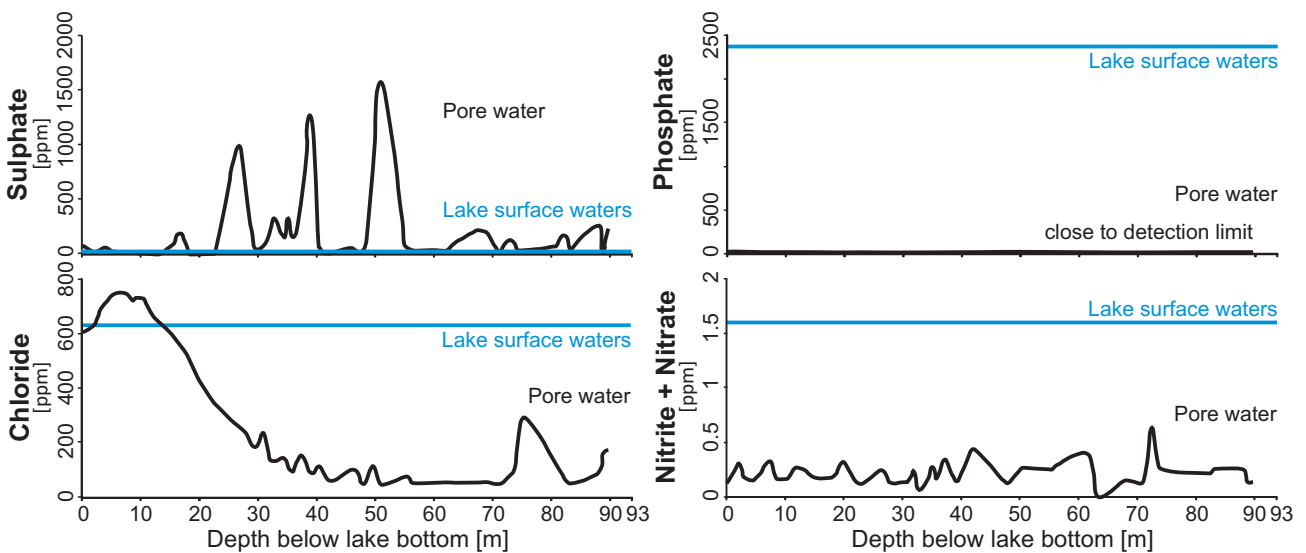 Sulphate
[ppm]
2000
1500
1000
500
0
Pore water
Lake surface waters
Phosphate
[ppm]
2500
1500
500
0
Lake surface waters
Pore water
close to detection limit
Chloride
[ppm]
800
600
400
200
0
Lake surface waters
Pore water
0 10 20 30 40 50 60 70 80 90 93
Depth below lake bottom [m]
Nitrite + Nitrate
[ppm]
2
1.5
1
0.5
0
Lake surface waters
Pore water
0 10 20 30 40 50 60 70 80 90 93
Depth below lake bottom [m]